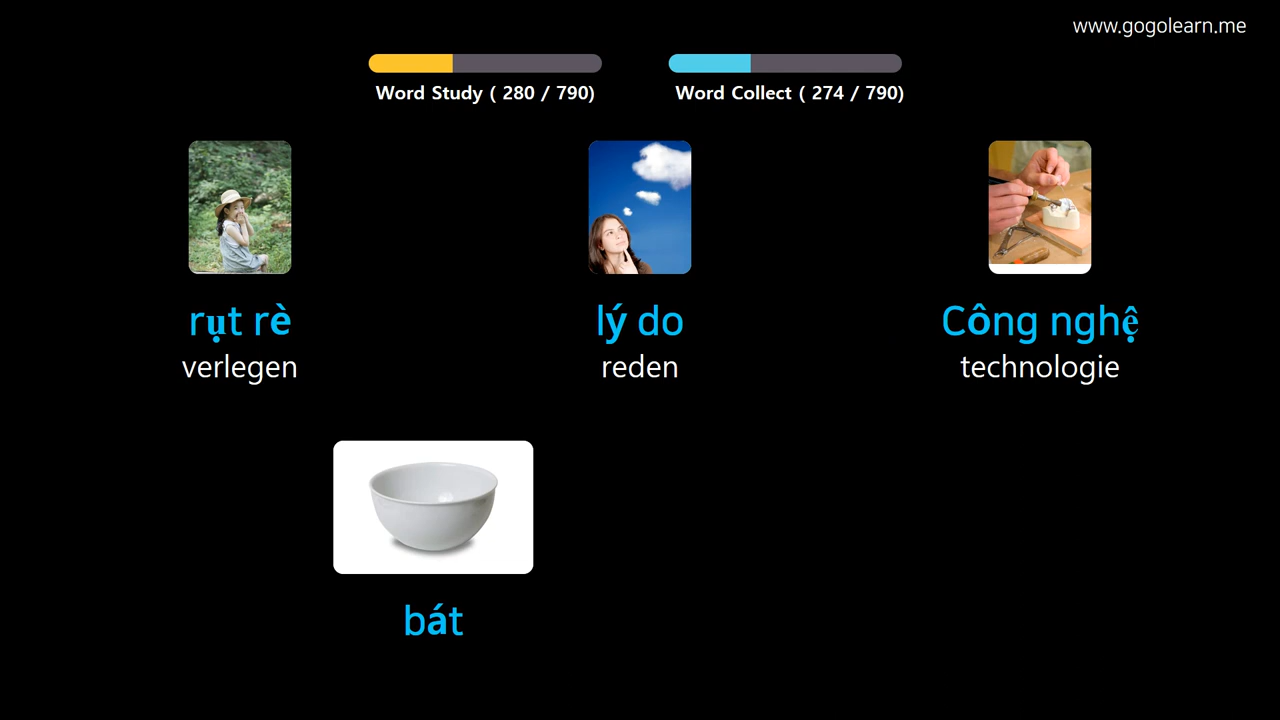 www.gogolearn.me
Word Study ( 280 / 790)
Word Collect ( 274 / 790)
rụt rè
verlegen
lý do
reden
Công nghệ
technologie
bát